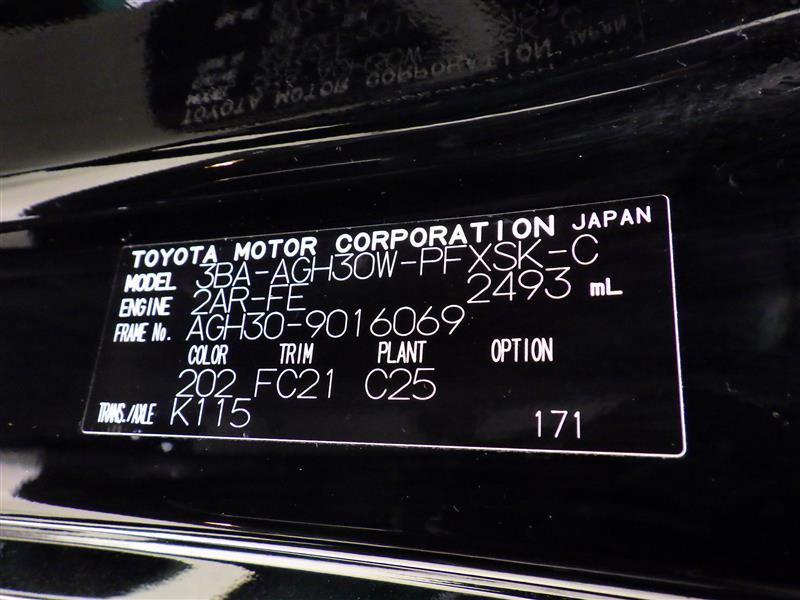 TOYOTA MOTOR CORPORATION JAPAN
MODEL 3BA-AGH30W-PFXSK-C
ENGINE 2AR-FE 2493 mL
FRAME No. AGH30-9016069
COLOR TRIM PLANT OPTION
202 FC21 C25
TRANS./AXLE K115 171